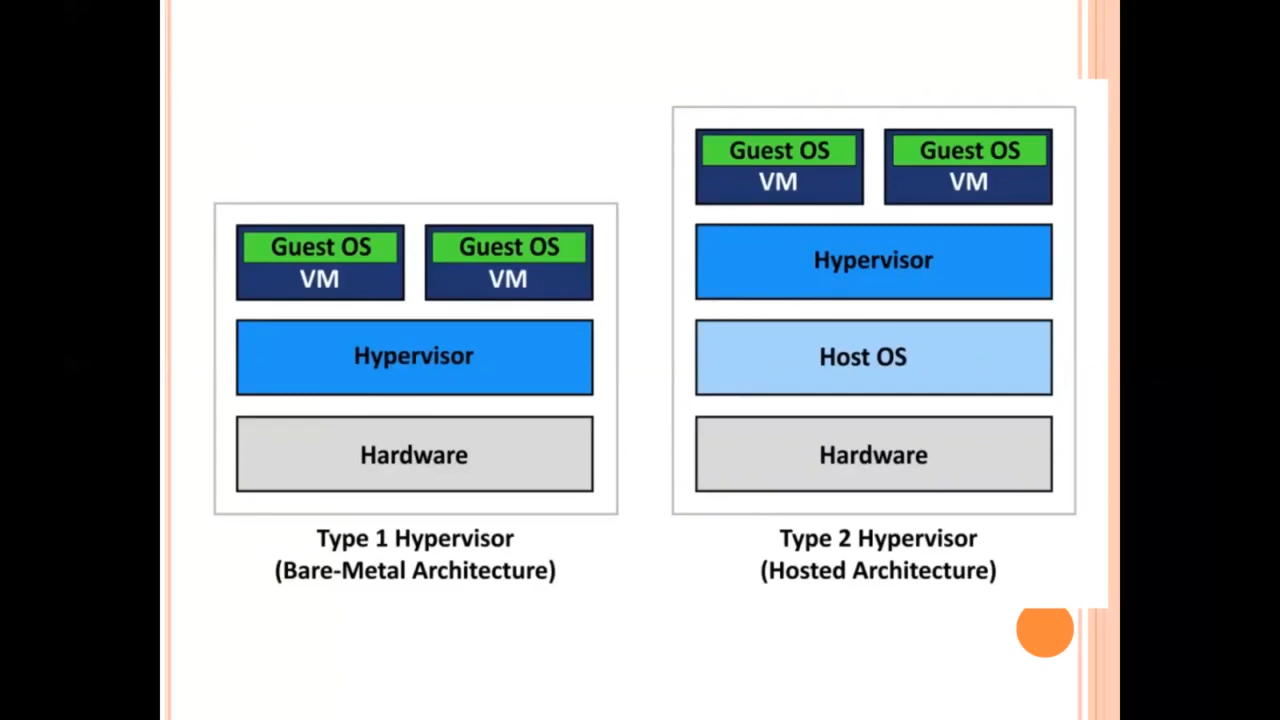 Guest OS
VM
Guest OS
VM
Hypervisor
Hardware
Type 1 Hypervisor
(Bare-Metal Architecture)
Guest OS
VM
Guest OS
VM
Hypervisor
Host OS
Hardware
Type 2 Hypervisor
(Hosted Architecture)